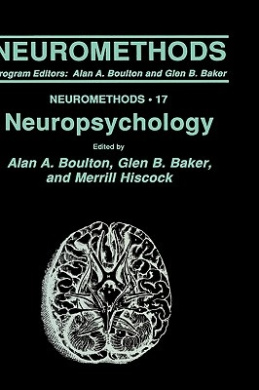 NEUROMETHODS
rogram Editors: Alan A. Boulton and Glen B. Baker
NEUROMETHODS • 17
Neuropsychology
Edited by
Alan A. Boulton, Glen B. Baker,
and Merrill Hiscock